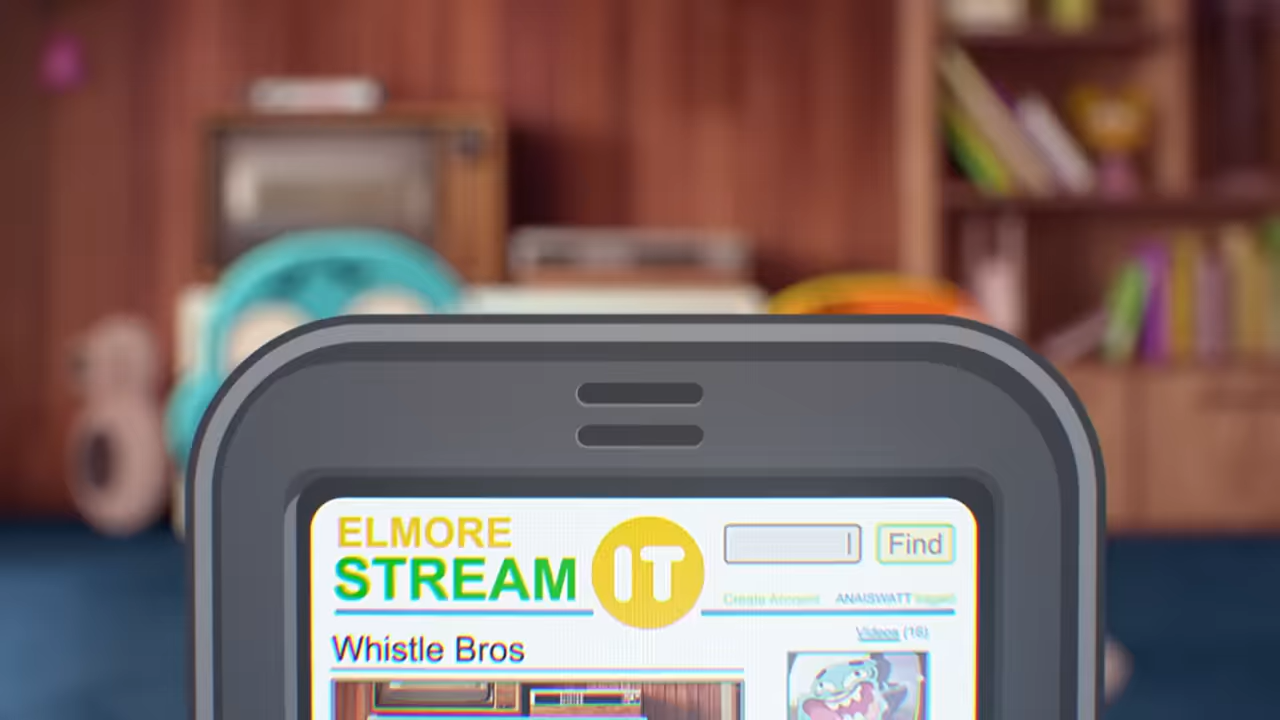 ELMORE
STREAM IT
Find
Create Account ANAISWATT
Videos (16)
Whistle Bros